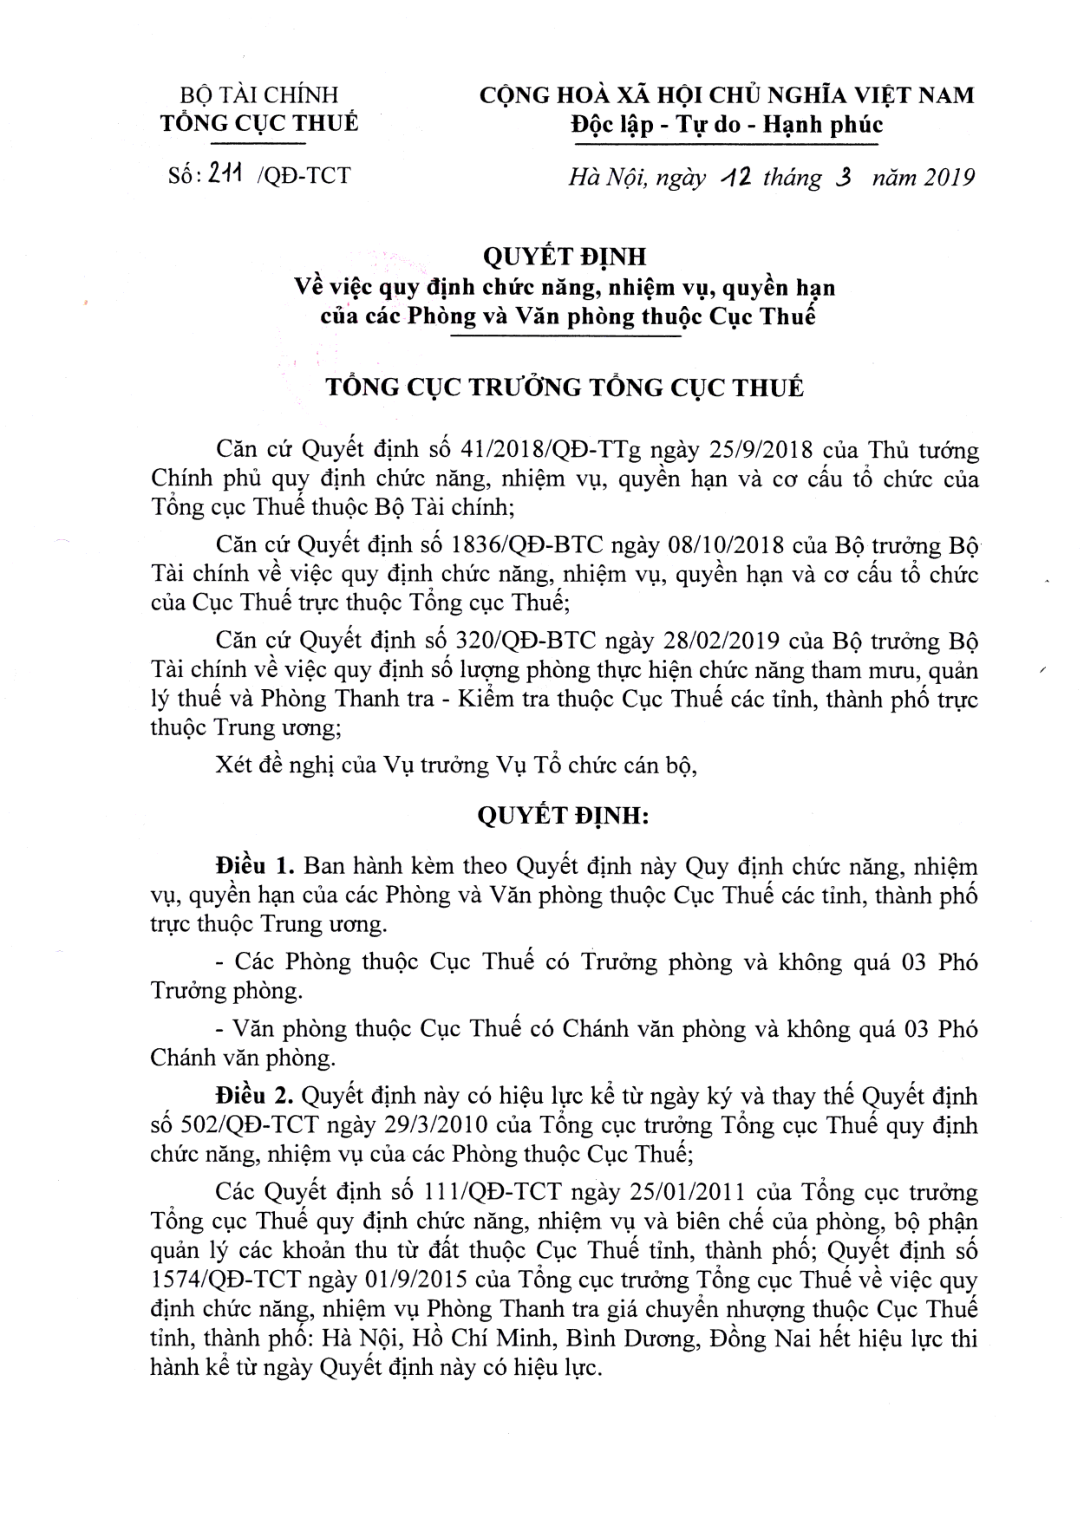 BỘ TÀI CHÍNH
TỔNG CỤC THUẾ
Số: 211 /QĐ-TCT
CỘNG HOÀ XÃ HỘI CHỦ NGHĨA VIỆT NAM
Độc lập - Tự do - Hạnh phúc
Hà Nội, ngày 12 tháng 3 năm 2019
QUYẾT ĐỊNH
Về việc quy định chức năng, nhiệm vụ, quyền hạn
của các Phòng và Văn phòng thuộc Cục Thuế
TỔNG CỤC TRƯỞNG TỔNG CỤC THUẾ
Căn cứ Quyết định số 41/2018/QĐ-TTg ngày 25/9/2018 của Thủ tướng
Chính phủ quy định chức năng, nhiệm vụ, quyền hạn và cơ cấu tổ chức của
Tổng cục Thuế thuộc Bộ Tài chính;
Căn cứ Quyết định số 1836/QĐ-BTC ngày 08/10/2018 của Bộ trưởng Bộ
Tài chính về việc quy định chức năng, nhiệm vụ, quyền hạn và cơ cấu tổ chức
của Cục Thuế trực thuộc Tổng cục Thuế;
Căn cứ Quyết định số 320/QĐ-BTC ngày 28/02/2019 của Bộ trưởng Bộ
Tài chính về việc quy định số lượng phòng thực hiện chức năng tham mưu, quản
lý thuế và Phòng Thanh tra - Kiểm tra thuộc Cục Thuế các tỉnh, thành phố trực
thuộc Trung ương;
Xét đề nghị của Vụ trưởng Vụ Tổ chức cán bộ,
QUYẾT ĐỊNH:
Điều 1. Ban hành kèm theo Quyết định này Quy định chức năng, nhiệm
vụ, quyền hạn của các Phòng và Văn phòng thuộc Cục Thuế các tỉnh, thành phố
trực thuộc Trung ương.
- Các Phòng thuộc Cục Thuế có Trưởng phòng và không quá 03 Phó
Trưởng phòng.
- Văn phòng thuộc Cục Thuế có Chánh văn phòng và không quá 03 Phó
Chánh văn phòng.
Điều 2. Quyết định này có hiệu lực kể từ ngày ký và thay thế Quyết định
số 502/QĐ-TCT ngày 29/3/2010 của Tổng cục trưởng Tổng cục Thuế quy định
chức năng, nhiệm vụ của các Phòng thuộc Cục Thuế;
Các Quyết định số 111/QĐ-TCT ngày 25/01/2011 của Tổng cục trưởng
Tổng cục Thuế quy định chức năng, nhiệm vụ và biên chế của phòng, bộ phận
quản lý các khoản thu từ đất thuộc Cục Thuế tỉnh, thành phố; Quyết định số
1574/QĐ-TCT ngày 01/9/2015 của Tổng cục trưởng Tổng cục Thuế về việc quy
định chức năng, nhiệm vụ Phòng Thanh tra giá chuyển nhượng thuộc Cục Thuế
tỉnh, thành phố: Hà Nội, Hồ Chí Minh, Bình Dương, Đồng Nai hết hiệu lực thi
hành kể từ ngày Quyết định này có hiệu lực.